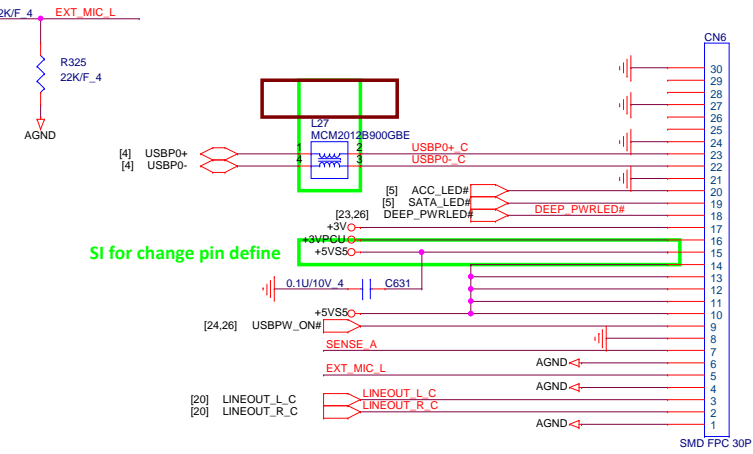 2K/F_4 EXT_MIC_L
R325
22K/F_4
AGND
CN6
L27
MCM2012B900GBE
[4] USBP0+ 1 2 USBP0+_C
[4] USBP0- 4 3 USBP0-_C
[5] ACC_LED#
[5] SATA_LED#
[23,26] DEEP_PWRLED# DEEP_PWRLED#
+3V
+3VPCU
+5VS5
SI for change pin define
0.1U/10V_4 C631
+5VS5
[24,26] USBPW_ON#
SENSE_A
AGND
EXT_MIC_L
AGND
[20] LINEOUT_L_C LINEOUT_L_C
[20] LINEOUT_R_C LINEOUT_R_C
AGND
30
29
28
27
26
25
24
23
22
21
20
19
18
17
16
15
14
13
12
11
10
9
8
7
6
5
4
3
2
1
SMD FPC 30P